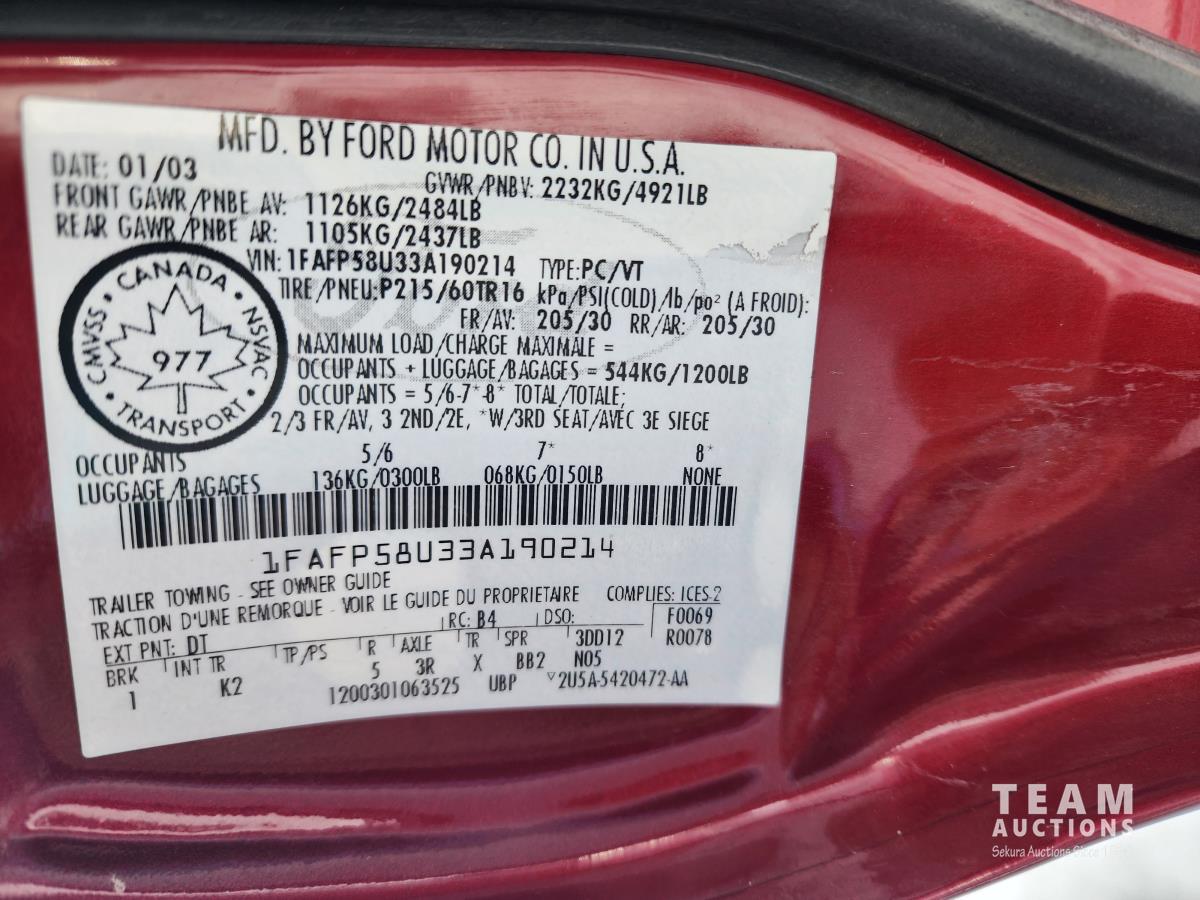 MFD. BY FORD MOTOR CO. IN U.S.A.
DATE: 01/03
GVWR/PNBV: 2232KG/4921LB
FRONT GAWR/PNBE AV: 1126KG/2484LB
REAR GAWR/PNBE AR: 1105KG/2437LB
VIN: 1FAFP58U33A190214 TYPE: PC/VT
TIRE/PNEU: P215/60TR16 kPa/PSI(COLD)/lb/po² (A FROID):
FR/AV: 205/30 RR/AR: 205/30
MAXIMUM LOAD/CHARGE MAXIMALE =
OCCUPANTS + LUGGAGE/BAGAGES = 544KG/1200LB
OCCUPANTS = 5/6-7*-8* TOTAL/TOTALE;
2/3 FR/AV, 3 2ND/2E, *W/3RD SEAT/AVEC 3E SIEGE
CANADA
CMVSS · NSVAC
977
TRANSPORT
OCCUPANTS 5/6 7* 8*
LUGGAGE/BAGAGES 136KG/0300LB 068KG/0150LB NONE
1FAFP58U33A190214
TRAILER TOWING - SEE OWNER GUIDE COMPLIES: ICES-2
TRACTION D'UNE REMORQUE - VOIR LE GUIDE DU PROPRIETAIRE
EXT PNT: DT RC: B4 DSO: F0069
R0078
BRK INT TR TP/PS R AXLE TR SPR 3DD12
1 K2 5 3R X BB2 N05
1200301063525 UBP 2U5A-5420472-AA
TEAM
AUCTIONS
Sekura Auctions Since